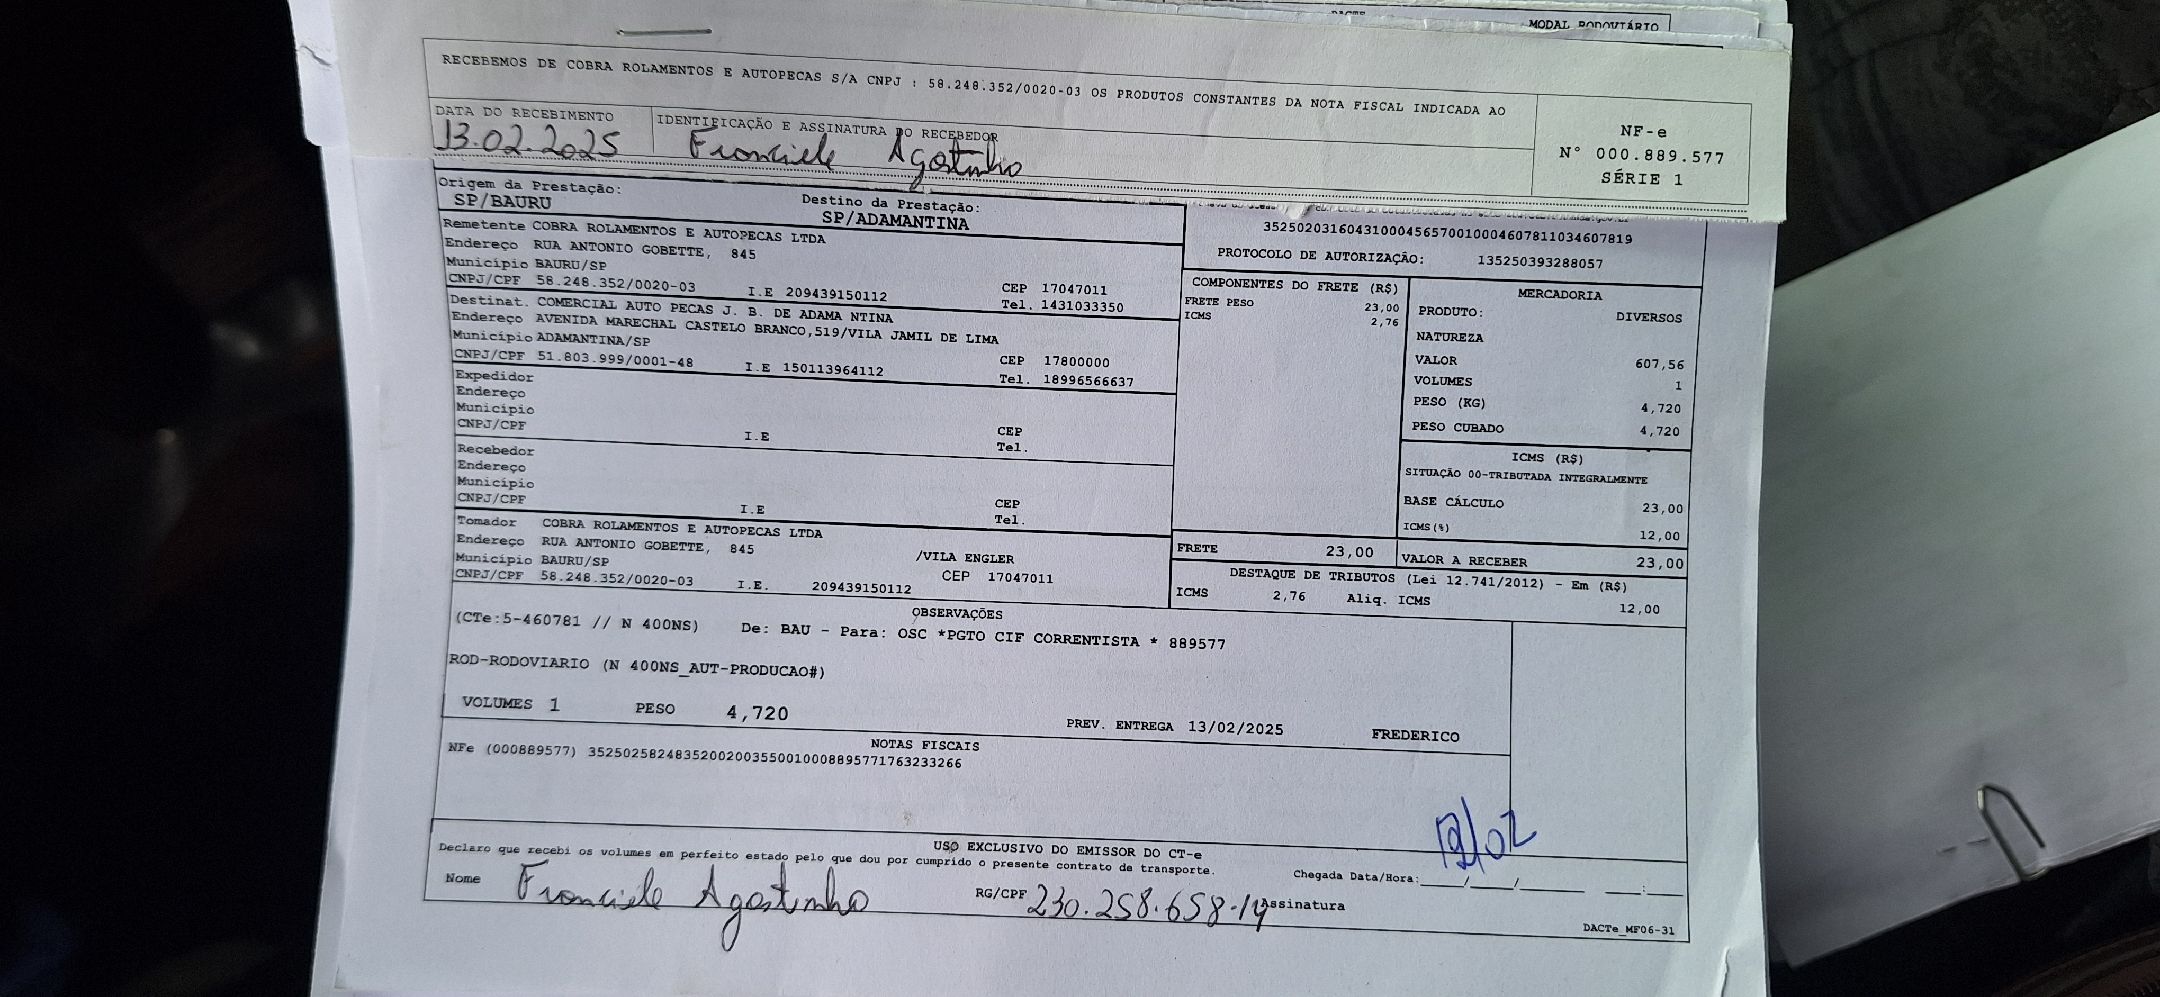 MODAL RODOVIÁRIO
RECEBEMOS DE COBRA ROLAMENTOS E AUTOPECAS S/A CNPJ : 58.248.352/0020-03 OS PRODUTOS CONSTANTES DA NOTA FISCAL INDICADA AO
DATA DO RECEBIMENTO
13.02.2025
IDENTIFICAÇÃO E ASSINATURA DO RECEBEDOR
Franciele Agostinho
NF-e
N° 000.889.577
SÉRIE 1
Origem da Prestação:
SP/BAURU
Destino da Prestação:
SP/ADAMANTINA
Remetente COBRA ROLAMENTOS E AUTOPECAS LTDA
Endereço RUA ANTONIO GOBETTE, 845
Município BAURU/SP
CNPJ/CPF 58.248.352/0020-03 I.E 209439150112 CEP 17047011
Tel. 1431033350
Destinat. COMERCIAL AUTO PECAS J. B. DE ADAMA NTINA
Endereço AVENIDA MARECHAL CASTELO BRANCO,519/VILA JAMIL DE LIMA
Município ADAMANTINA/SP
CNPJ/CPF 51.803.999/0001-48 I.E 150113964112 CEP 17800000
Tel. 18996566637
Expedidor
Endereço
Município
CNPJ/CPF I.E CEP
Tel.
Recebedor
Endereço
Município
CNPJ/CPF I.E CEP
Tel.
Tomador COBRA ROLAMENTOS E AUTOPECAS LTDA
Endereço RUA ANTONIO GOBETTE, 845 /VILA ENGLER
Município BAURU/SP CEP 17047011
CNPJ/CPF 58.248.352/0020-03 I.E. 209439150112
35250203160431000456570010004607811034607819
PROTOCOLO DE AUTORIZAÇÃO: 135250393288057
COMPONENTES DO FRETE (R$)
FRETE PESO 23,00
ICMS 2,76
MERCADORIA
PRODUTO: DIVERSOS
NATUREZA
VALOR 607,56
VOLUMES 1
PESO (KG) 4,720
PESO CUBADO 4,720
ICMS (R$)
SITUAÇÃO 00-TRIBUTADA INTEGRALMENTE
BASE CÁLCULO 23,00
ICMS(%) 12,00
FRETE 23,00
VALOR A RECEBER 23,00
DESTAQUE DE TRIBUTOS (Lei 12.741/2012) - Em (R$)
ICMS 2,76 Aliq. ICMS 12,00
OBSERVAÇÕES
(CTe:5-460781 // N 400NS) De: BAU - Para: OSC *PGTO CIF CORRENTISTA * 889577
ROD-RODOVIARIO (N 400NS_AUT-PRODUCAO#)
VOLUMES 1 PESO 4,720 PREV. ENTREGA 13/02/2025 FREDERICO
NOTAS FISCAIS
NFe (000889577) 35250258248352002003550010008895771763233266
USO EXCLUSIVO DO EMISSOR DO CT-e
Declaro que recebi os volumes em perfeito estado pelo que dou por cumprido o presente contrato de transporte.
Chegada Data/Hora:____/____/______ ____:____
Nome Franciele Agostinho RG/CPF 230.258.658-14 Assinatura
DACTe_MF06-31